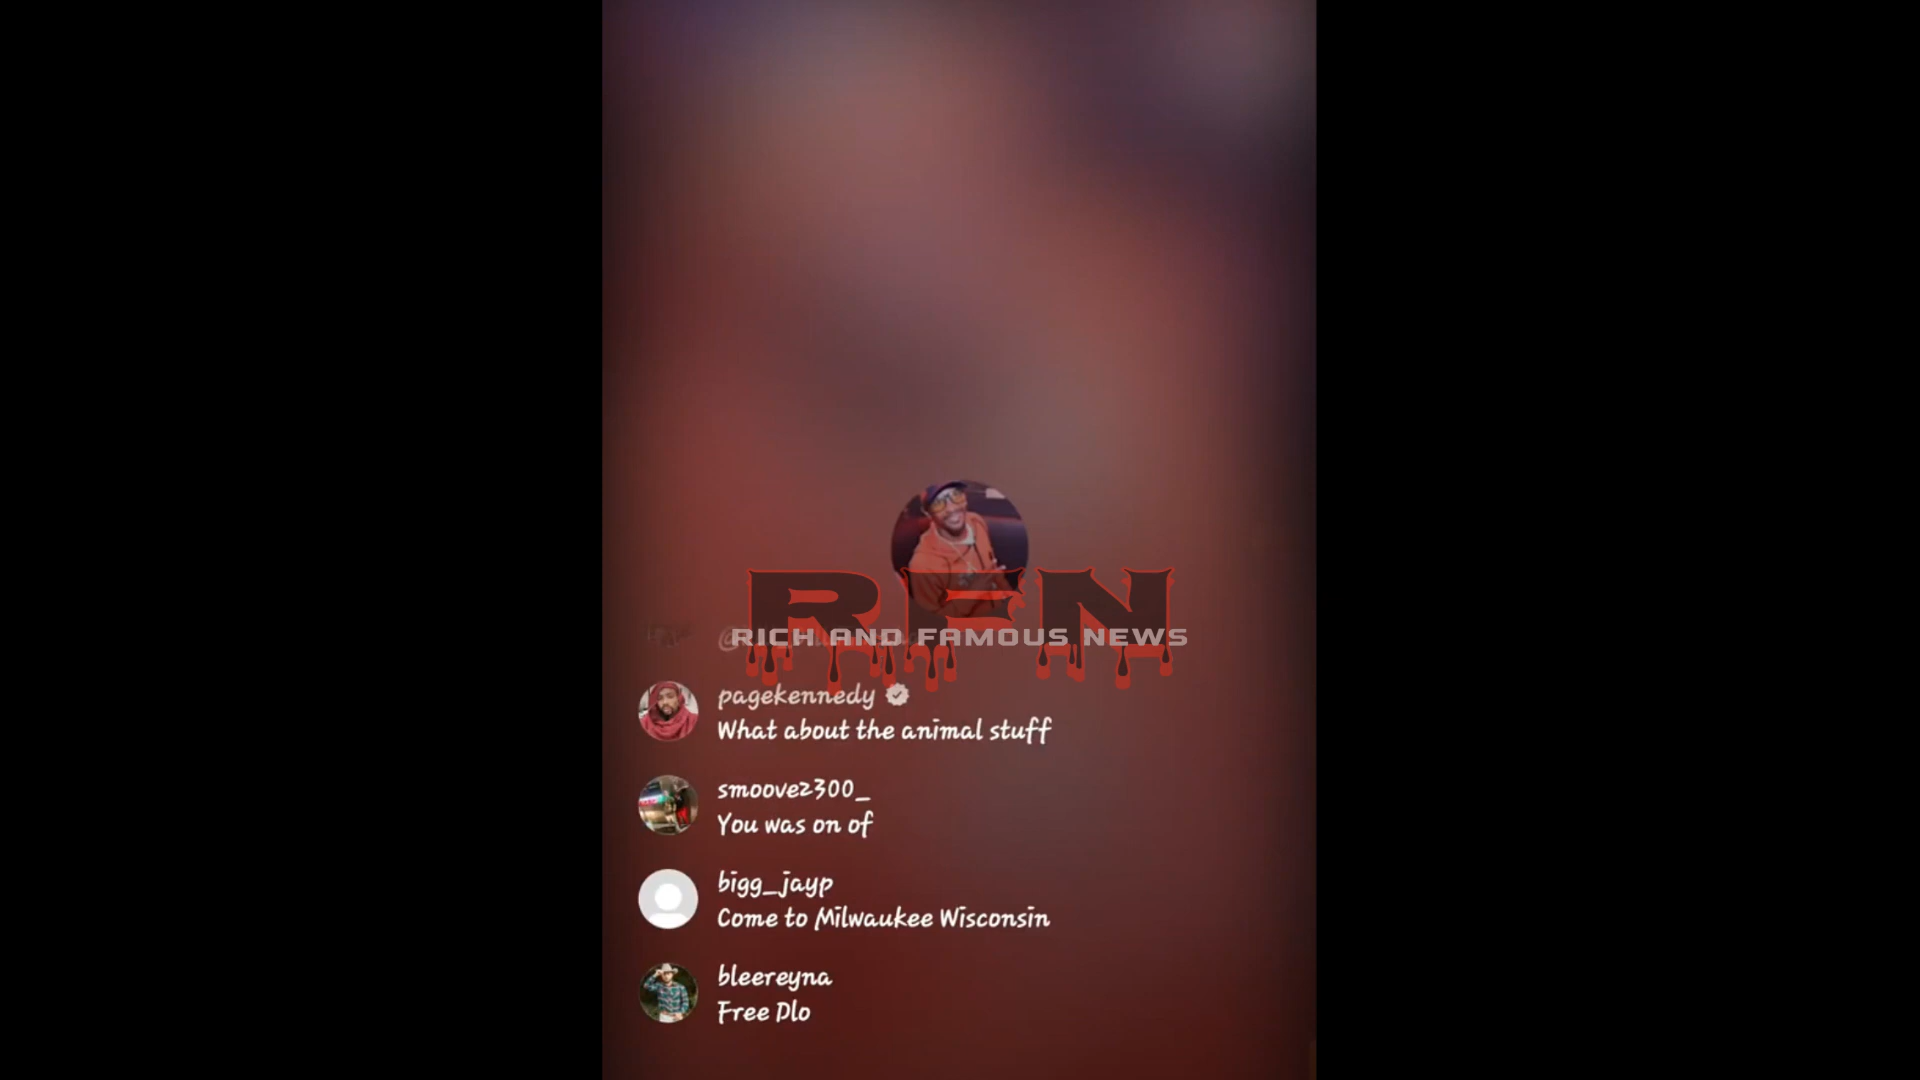 RFN
RICH AND FAMOUS NEWS
pagekennedy
What about the animal stuff
smoove2300_
You was on of
bigg_jayp
Come to Milwaukee Wisconsin
bleereyna
Free Dlo